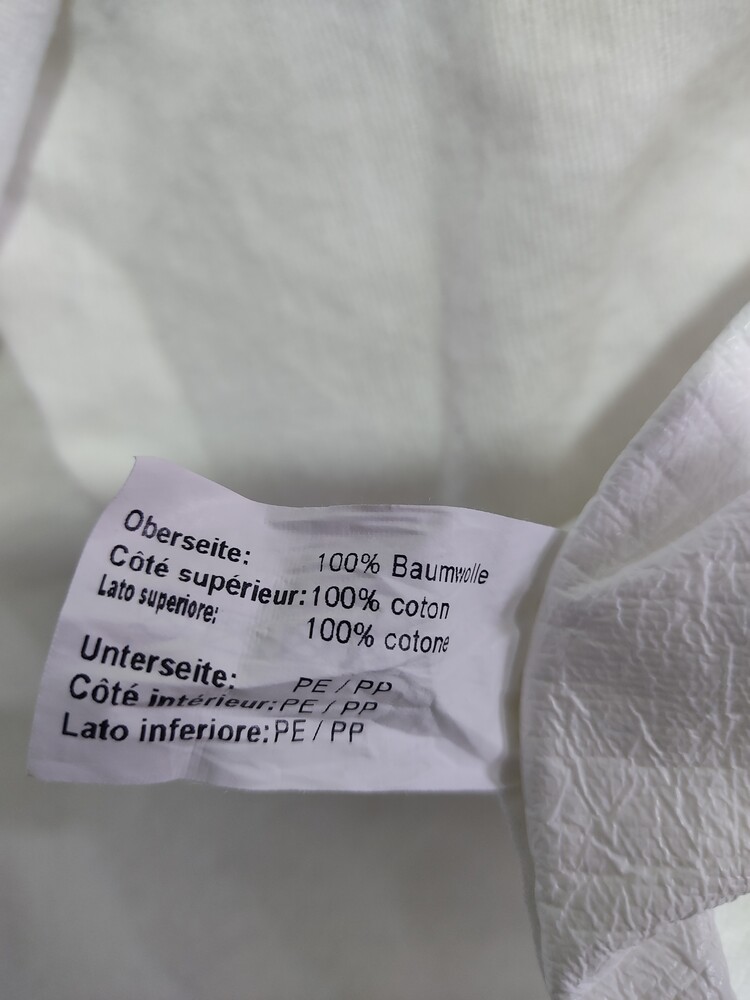 Oberseite: 100% Baumwolle
Côté supérieur: 100% coton
Lato superiore: 100% cotone
Unterseite: PE / PP
Côté intérieur: PE / PP
Lato inferiore: PE / PP